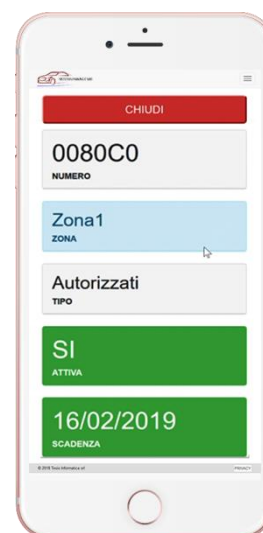 CHIUDI
0080C0
NUMERO
Zona1
ZONA
Autorizzati
TIPO
SI
ATTIVA
16/02/2019
SCADENZA
PRIVACY